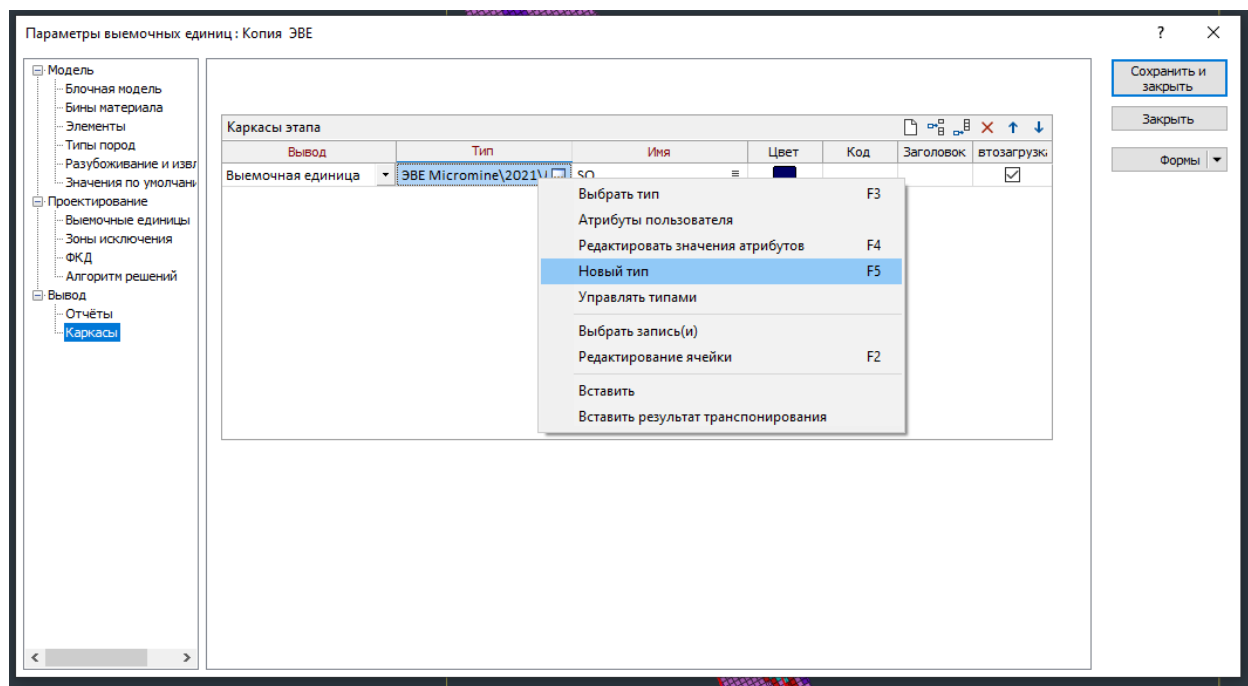 Параметры выемочных единиц : Копия ЭВЕ
?
Модель
Блочная модель
Бины материала
Элементы
Типы пород
Разубоживание и извл
Значения по умолчани
Проектирование
Выемочные единицы
Зоны исключения
ФКД
Алгоритм решений
Вывод
Отчёты
Каркасы
Каркасы этапа
Вывод Тип Имя Цвет Код Заголовок втозагрузка
Выемочная единица ЭВЕ Micromine\2021\ SO
Выбрать тип F3
Атрибуты пользователя
Редактировать значения атрибутов F4
Новый тип F5
Управлять типами
Выбрать запись(и)
Редактирование ячейки F2
Вставить
Вставить результат транспонирования
Сохранить и
закрыть
Закрыть
Формы